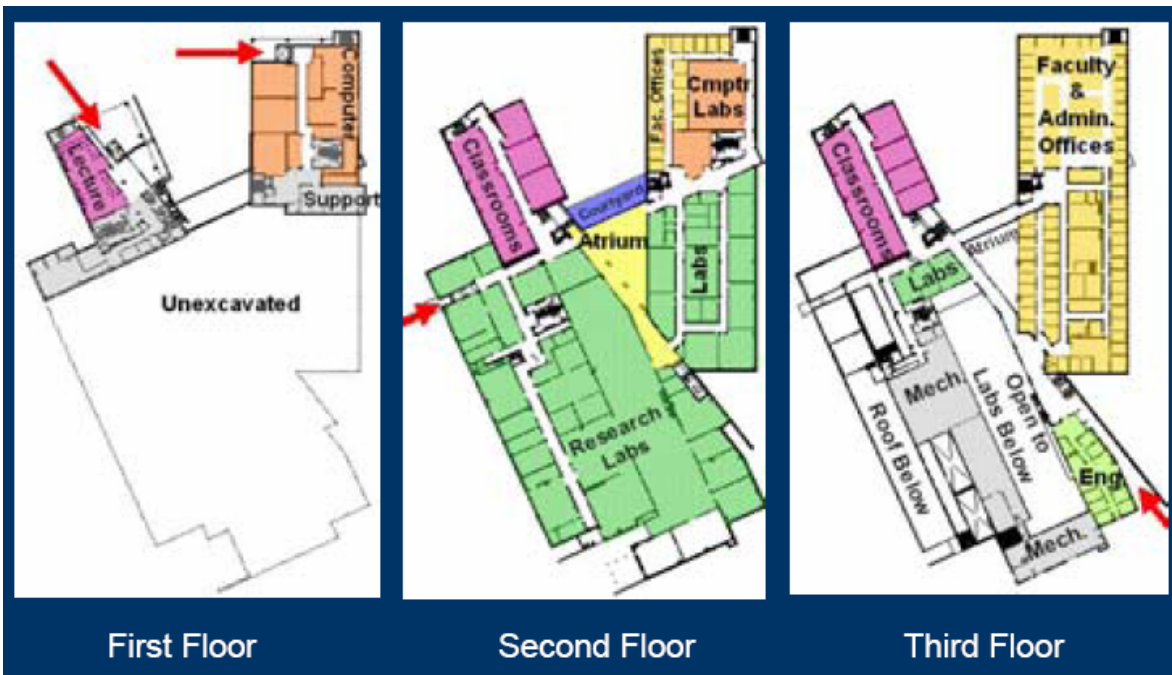 Lecture
Computer
Support
Unexcavated
First Floor
Fac. Offices
Cmptr
Labs
Classrooms
Courtyard
Atrium
Labs
Research
Labs
Second Floor
Faculty
&
Admin.
Offices
Classrooms
Atrium
Labs
Mech.
Open to
Labs Below
Roof Below
Eng.
Mech.
Third Floor